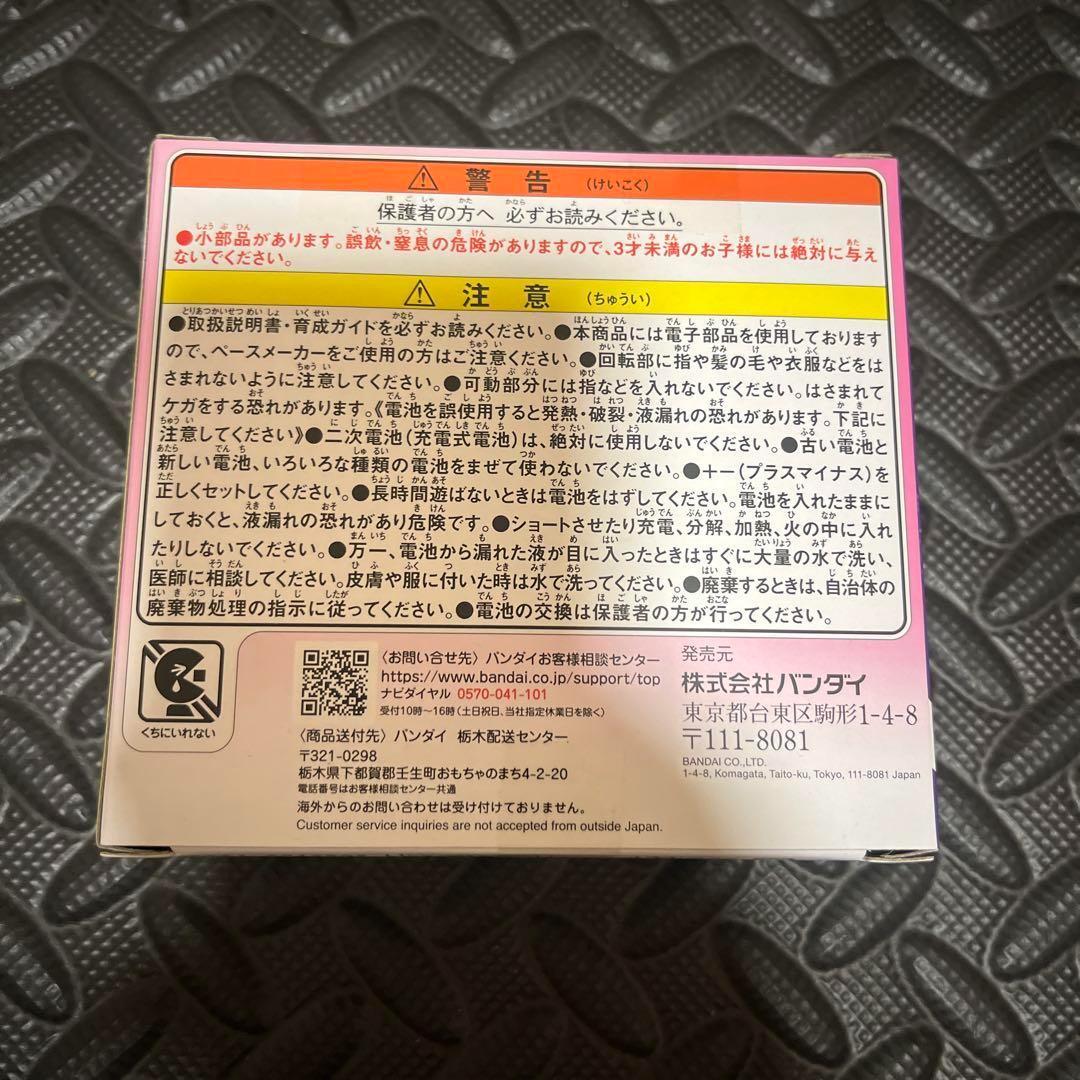 ⚠ 警告 (けいこく)
保護者の方へ 必ずお読みください。
●小部品があります。誤飲・窒息の危険がありますので、3才未満のお子様には絶対に与え
ないでください。
⚠ 注意 (ちゅうい)
●取扱説明書・育成ガイドを必ずお読みください。●本商品には電子部品を使用しております
ので、ペースメーカーをご使用の方はご注意ください。●回転部に指や髪の毛や衣服などをは
さまれないように注意してください。●可動部分には指などを入れないでください。はさまれて
ケガをする恐れがあります。《電池を誤使用すると発熱・破裂・液漏れの恐れがあります。下記に
注意してください》●二次電池(充電式電池)は、絶対に使用しないでください。●古い電池と
新しい電池、いろいろな種類の電池をまぜて使わないでください。●+-(プラスマイナス)を
正しくセットしてください。●長時間遊ばないときは電池をはずしてください。電池を入れたままに
しておくと、液漏れの恐れがあり危険です。●ショートさせたり充電、分解、加熱、火の中に入れ
たりしないでください。●万一、電池から漏れた液が目に入ったときはすぐに大量の水で洗い、
医師に相談してください。皮膚や服に付いた時は水で洗ってください。●廃棄するときは、自治体の
廃棄物処理の指示に従ってください。●電池の交換は保護者の方が行ってください。
くちにいれない
〈お問い合せ先〉バンダイお客様相談センター
https://www.bandai.co.jp/support/top
ナビダイヤル 0570-041-101
受付10時〜16時(土日祝日、当社指定休業日を除く)
〈商品送付先〉バンダイ 栃木配送センター
〒321-0298
栃木県下都賀郡壬生町おもちゃのまち4-2-20
電話番号はお客様相談センター共通
海外からのお問い合わせは受け付けておりません。
Customer service inquiries are not accepted from outside Japan.
発売元
株式会社バンダイ
東京都台東区駒形1-4-8
〒111-8081
BANDAI CO.,LTD.
1-4-8, Komagata, Taito-ku, Tokyo, 111-8081 Japan